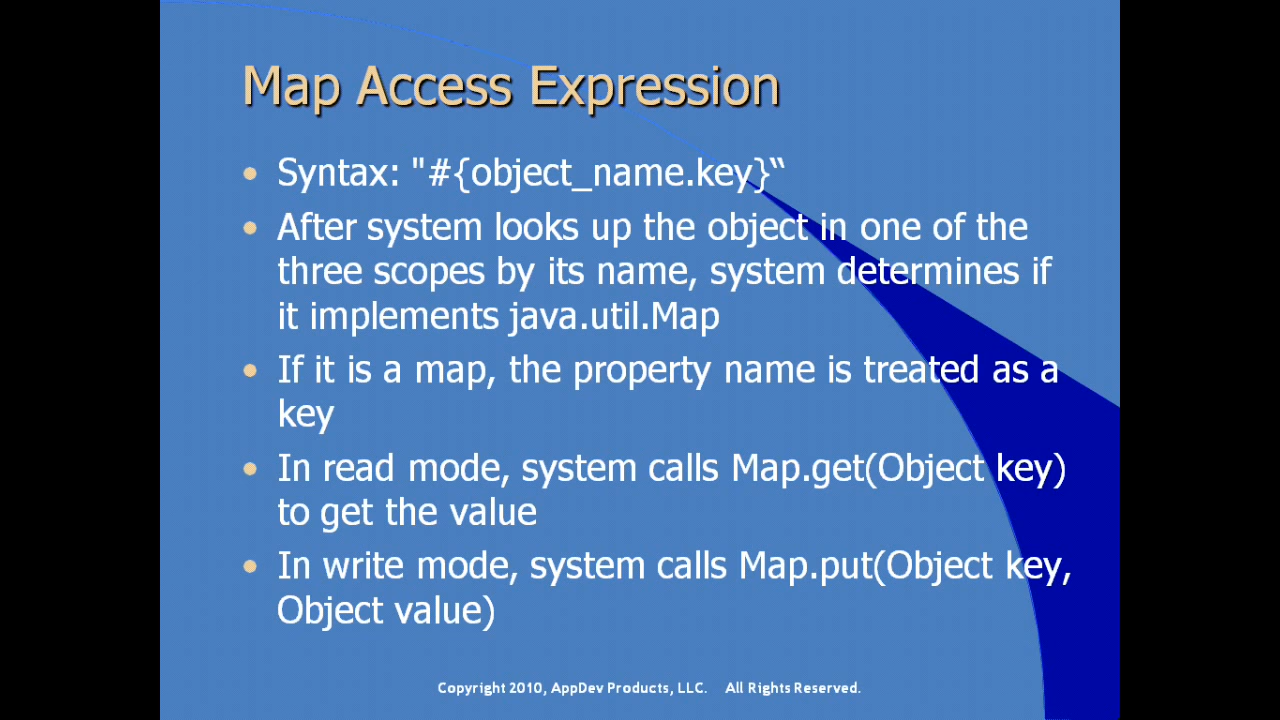 Map Access Expression
• Syntax: "#{object_name.key}“
• After system looks up the object in one of the
three scopes by its name, system determines if
it implements java.util.Map
• If it is a map, the property name is treated as a
key
• In read mode, system calls Map.get(Object key)
to get the value
• In write mode, system calls Map.put(Object key,
Object value)
Copyright 2010, AppDev Products, LLC. All Rights Reserved.